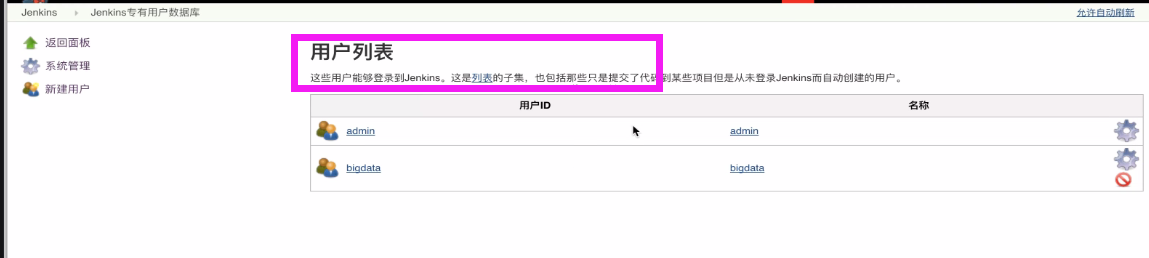 Jenkins Jenkins专有用户数据库 允许自动刷新
返回面板
系统管理
新建用户
用户列表
这些用户能够登录到Jenkins。这是列表的子集，也包括那些只是提交了代码到某些项目但是从未登录Jenkins而自动创建的用户。
用户ID 名称
admin admin
bigdata bigdata